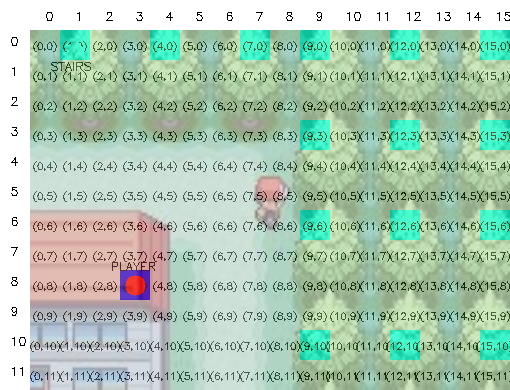 0 1 2 3 4 5 6 7 8 9 10 11 12 13 14 15
0 (0,0) (2,0) (3,0) (4,0) (5,0) (6,0) (7,0) (8,0) (9,0) (10,0) (11,0) (12,0) (13,0) (14,0) (15,0)
STAIRS
1 (0,1) (1,1) (2,1) (3,1) (4,1) (5,1) (6,1) (7,1) (8,1) (9,1) (10,1) (11,1) (12,1) (13,1) (14,1) (15,1)
2 (0,2) (1,2) (2,2) (3,2) (4,2) (5,2) (6,2) (7,2) (8,2) (9,2) (10,2) (11,2) (12,2) (13,2) (14,2) (15,2)
3 (0,3) (1,3) (2,3) (3,3) (4,3) (5,3) (6,3) (7,3) (8,3) (9,3) (10,3) (11,3) (12,3) (13,3) (14,3) (15,3)
4 (0,4) (1,4) (2,4) (3,4) (4,4) (5,4) (6,4) (7,4) (8,4) (9,4) (10,4) (11,4) (12,4) (13,4) (14,4) (15,4)
5 (0,5) (1,5) (2,5) (3,5) (4,5) (5,5) (6,5) (7,5) (8,5) (9,5) (10,5) (11,5) (12,5) (13,5) (14,5) (15,5)
6 (0,6) (1,6) (2,6) (3,6) (4,6) (5,6) (6,6) (7,6) (8,6) (9,6) (10,6) (11,6) (12,6) (13,6) (14,6) (15,6)
7 (0,7) (1,7) (2,7) (3,7) (4,7) (5,7) (6,7) (7,7) (8,7) (9,7) (10,7) (11,7) (12,7) (13,7) (14,7) (15,7)
PLAYER
8 (0,8) (1,8) (2,8) (3,8) (4,8) (5,8) (6,8) (7,8) (8,8) (9,8) (10,8) (11,8) (12,8) (13,8) (14,8) (15,8)
9 (0,9) (1,9) (2,9) (3,9) (4,9) (5,9) (6,9) (7,9) (8,9) (9,9) (10,9) (11,9) (12,9) (13,9) (14,9) (15,9)
10 (0,10) (1,10) (2,10) (3,10) (4,10) (5,10) (6,10) (7,10) (8,10) (9,10) (10,10) (11,10) (12,10) (13,10) (14,10) (15,10)
11 (0,11) (1,11) (2,11) (3,11) (4,11) (5,11) (6,11) (7,11) (8,11) (9,11) (10,11) (11,11) (12,11) (13,11) (14,11) (15,11)